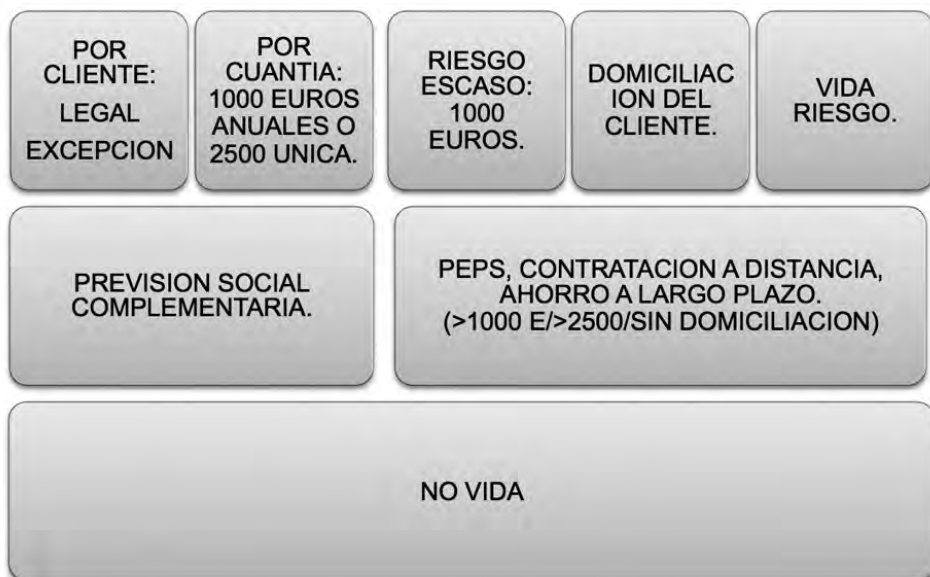 POR
CLIENTE:
LEGAL
EXCEPCION
POR
CUANTIA:
1000 EUROS
ANUALES O
2500 UNICA.
RIESGO
ESCASO:
1000
EUROS.
DOMICILIAC
ION DEL
CLIENTE.
VIDA
RIESGO.
PREVISION SOCIAL
COMPLEMENTARIA.
PEPS, CONTRATACION A DISTANCIA,
AHORRO A LARGO PLAZO.
(>1000 E/>2500/SIN DOMICILIACION)
NO VIDA